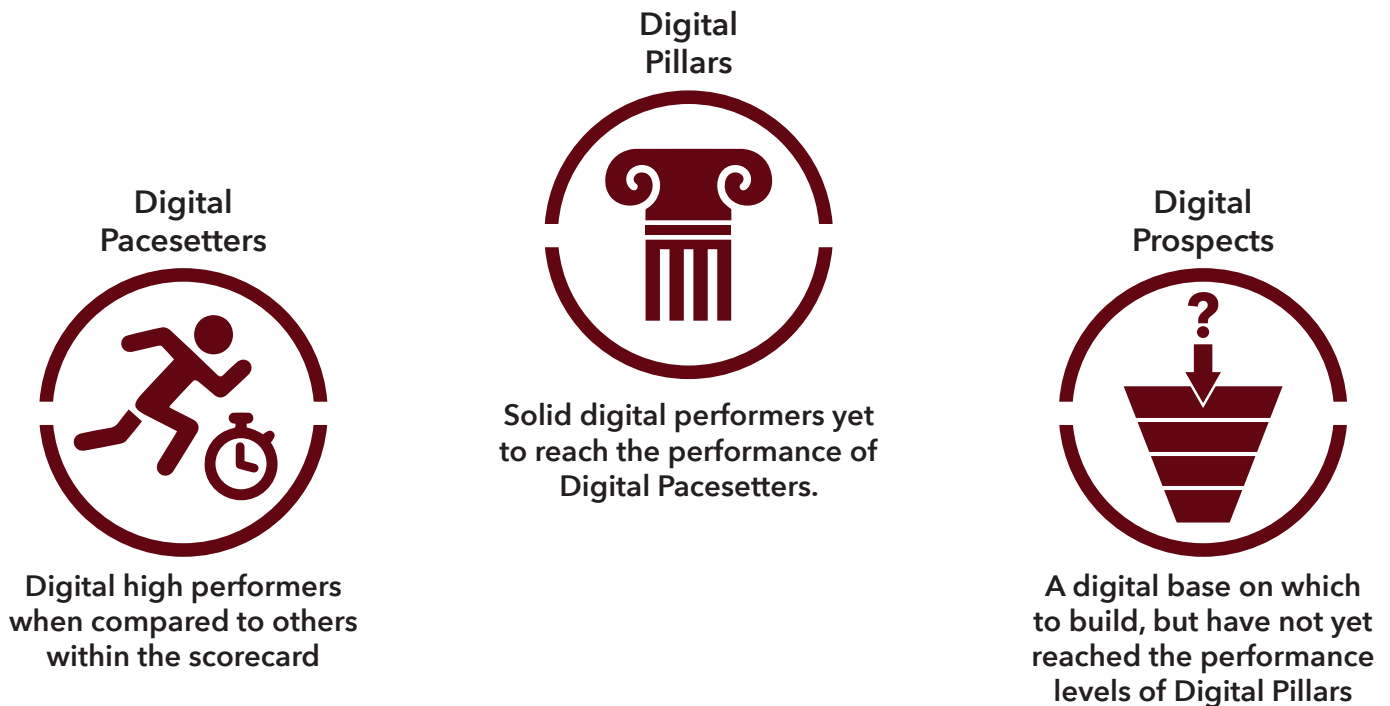 Digital
Pacesetters
Digital high performers
when compared to others
within the scorecard
Digital
Pillars
Solid digital performers yet
to reach the performance of
Digital Pacesetters.
Digital
Prospects
?
A digital base on which
to build, but have not yet
reached the performance
levels of Digital Pillars